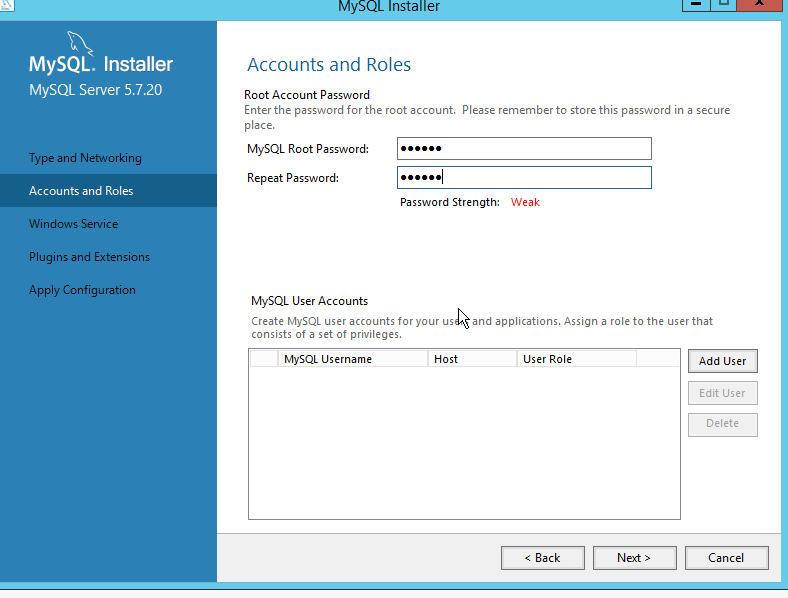 MySQL Installer
MySQL. Installer
MySQL Server 5.7.20
Type and Networking
Accounts and Roles
Windows Service
Plugins and Extensions
Apply Configuration
Accounts and Roles
Root Account Password
Enter the password for the root account. Please remember to store this password in a secure
place.
MySQL Root Password: ●●●●●●
Repeat Password: ●●●●●●
Password Strength: Weak
MySQL User Accounts
Create MySQL user accounts for your users and applications. Assign a role to the user that
consists of a set of privileges.
MySQL Username Host User Role
Add User
Edit User
Delete
< Back Next > Cancel